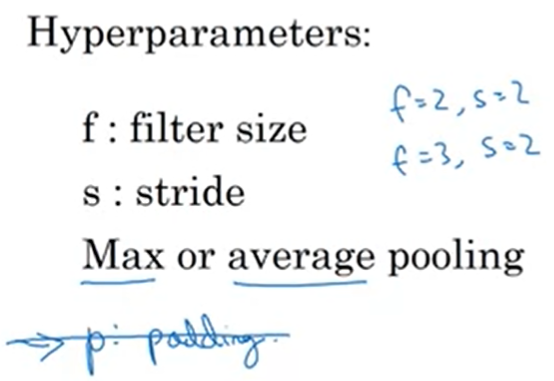 Hyperparameters:
f : filter size
f=2, s=2
s : stride
f=3, s=2
Max or average pooling
→ p: padding.